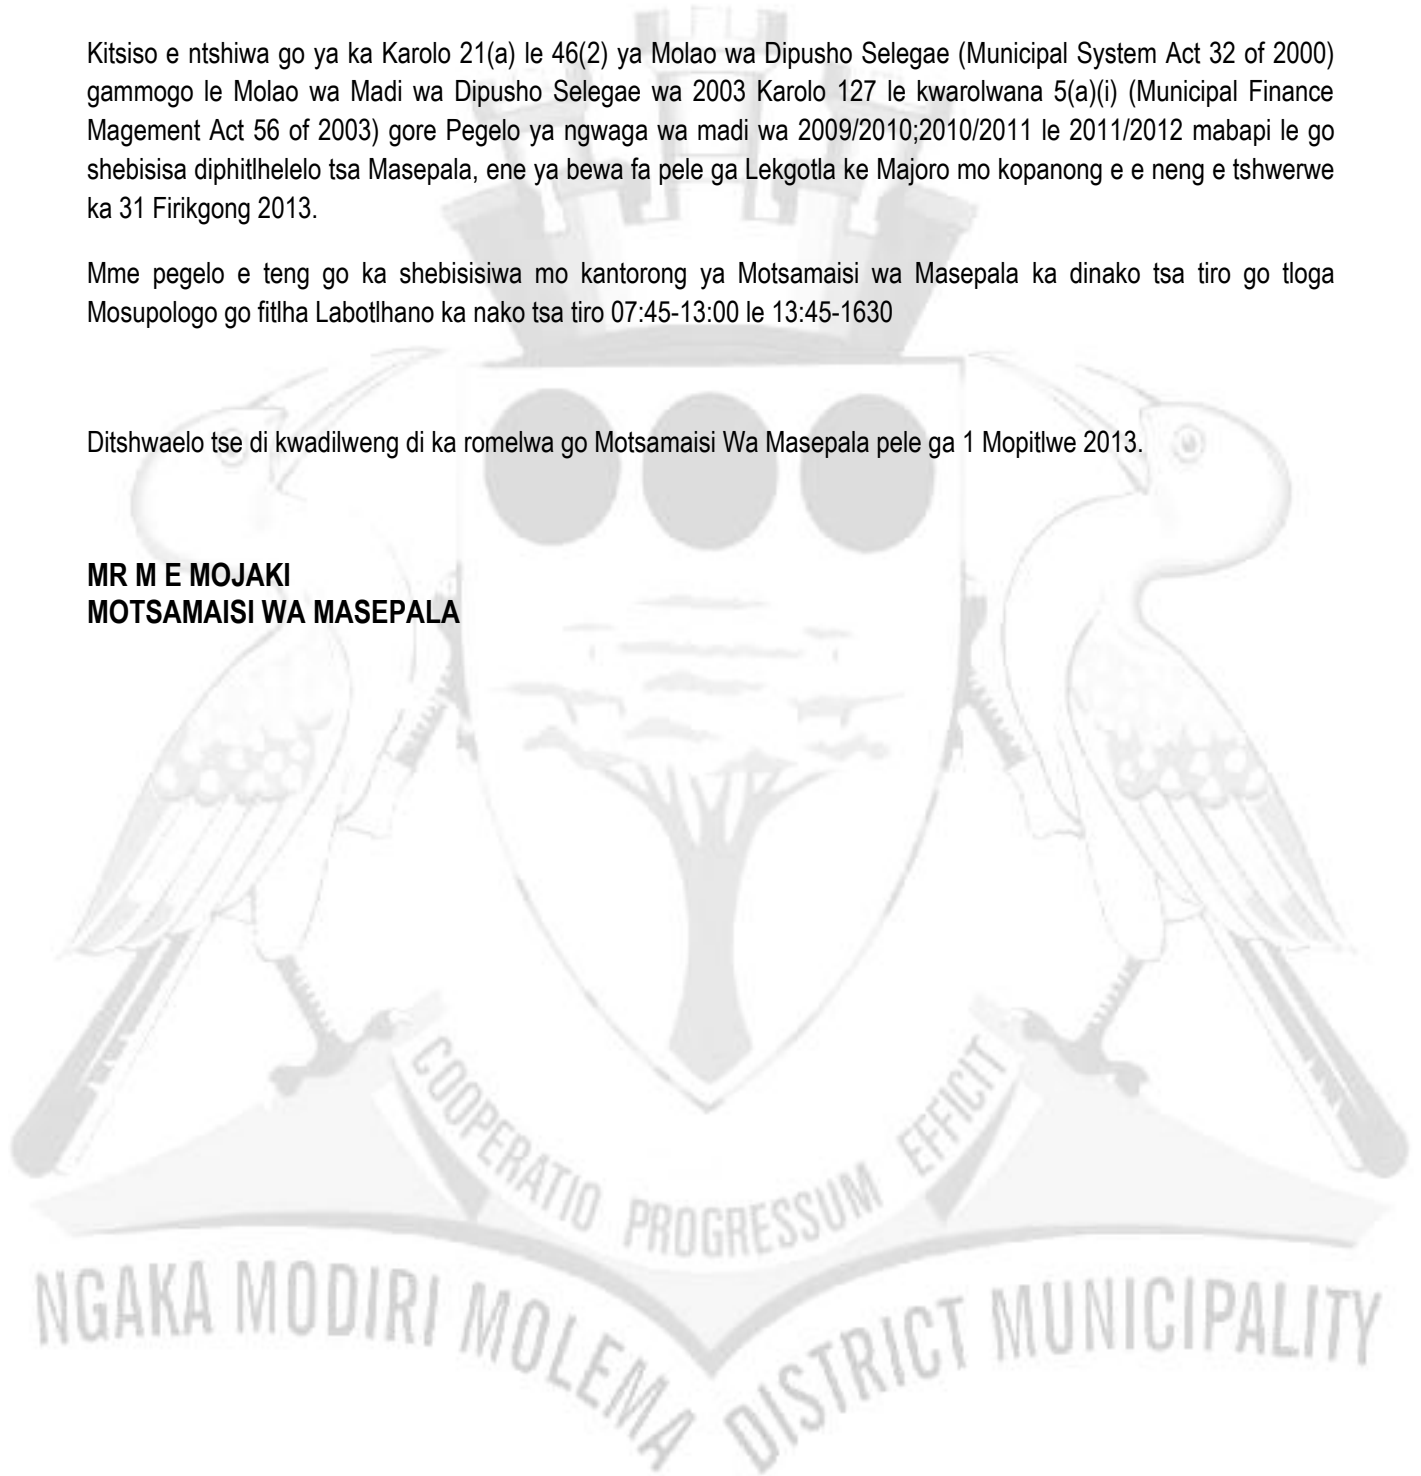 Kitsiso e ntshiwa go ya ka Karolo 21(a) le 46(2) ya Molao wa Dipusho Selegae (Municipal System Act 32 of 2000)
gammogo le Molao wa Madi wa Dipusho Selegae wa 2003 Karolo 127 le kwarolwana 5(a)(i) (Municipal Finance
Magement Act 56 of 2003) gore Pegelo ya ngwaga wa madi wa 2009/2010;2010/2011 le 2011/2012 mabapi le go
shebisisa diphitlhelelo tsa Masepala, ene ya bewa fa pele ga Lekgotla ke Majoro mo kopanong e e neng e tshwerwe
ka 31 Firikgong 2013.
Mme pegelo e teng go ka shebisisiwa mo kantorong ya Motsamaisi wa Masepala ka dinako tsa tiro go tloga
Mosupologo go fitlha Labotlhano ka nako tsa tiro 07:45-13:00 le 13:45-1630
Ditshwaelo tse di kwadilweng di ka romelwa go Motsamaisi Wa Masepala pele ga 1 Mopitlwe 2013.
MR M E MOJAKI
MOTSAMAISI WA MASEPALA
COOPERATIO PROGRESSUM EFFICIT
NGAKA MODIRI MOLEMA DISTRICT MUNICIPALITY